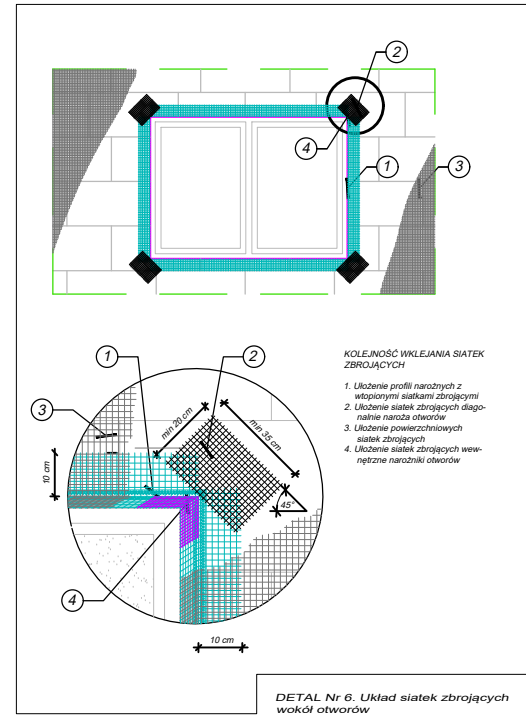 2
4
1
3
1
2
3
min 20 cm
min 35 cm
10 cm
45°
4
10 cm
KOLEJNOŚĆ WKLEJANIA SIATEK
ZBROJĄCYCH
1. Ułożenie profili narożnych z
wtopionymi siatkami zbrojącymi
2. Ułożenie siatek zbrojących diago-
nalnie naroża otworów
3. Ułożenie powierzchniowych
siatek zbrojących
4. Ułożenie siatek zbrojących wew-
nętrzne narożniki otworów
DETAL Nr 6. Układ siatek zbrojących
wokół otworów